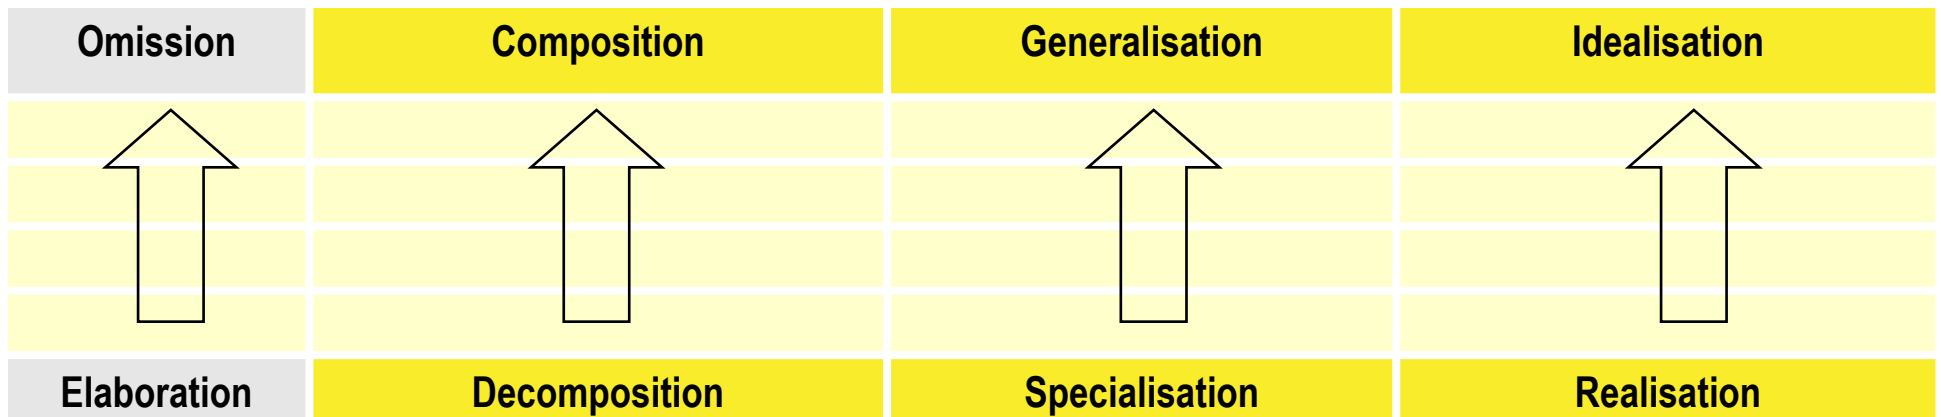 Omission Composition Generalisation Idealisation
Elaboration Decomposition Specialisation Realisation